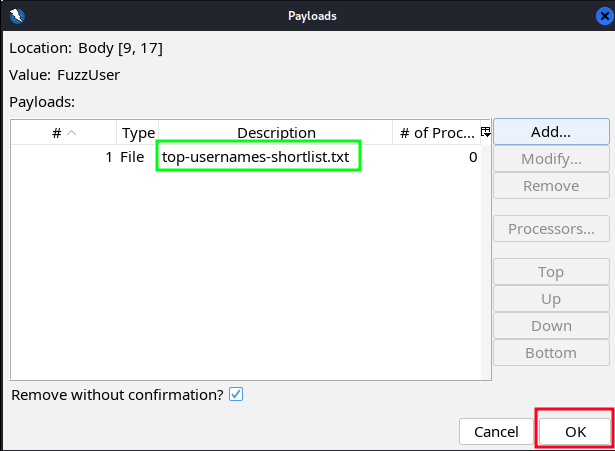 Payloads
Location: Body [9, 17]
Value: FuzzUser
Payloads:
# Type Description # of Proc...
1 File top-usernames-shortlist.txt 0
Add...
Modify...
Remove
Processors...
Top
Up
Down
Bottom
Remove without confirmation?
Cancel OK